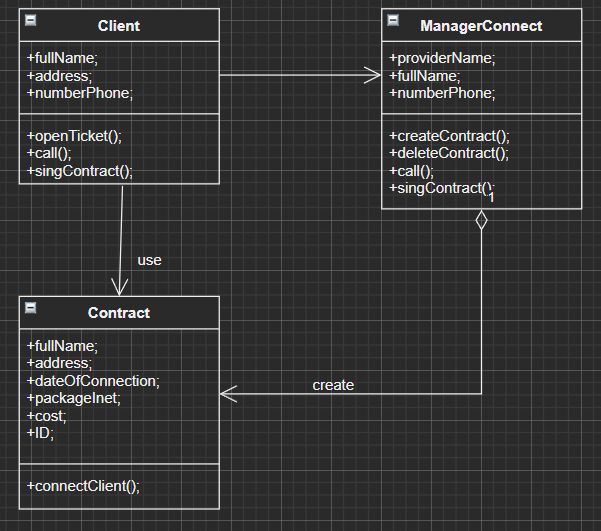 Client
+fullName;
+address;
+numberPhone;
+openTicket();
+call();
+singContract();
ManagerConnect
+providerName;
+fullName;
+numberPhone;
+createContract();
+deleteContract();
+call();
+singContract();
1
use
create
Contract
+fullName;
+address;
+dateOfConnection;
+packageInet;
+cost;
+ID;
+connectClient();